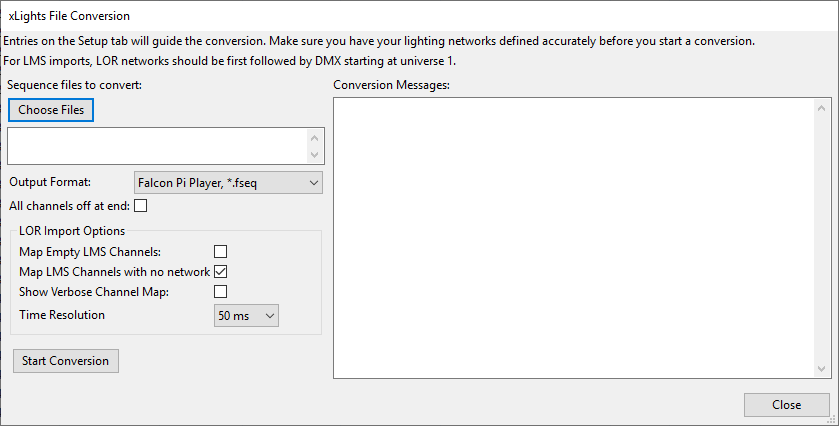 xLights File Conversion
Entries on the Setup tab will guide the conversion. Make sure you have your lighting networks defined accurately before you start a conversion.
For LMS imports, LOR networks should be first followed by DMX starting at universe 1.
Sequence files to convert:
Conversion Messages:
Choose Files
Output Format:
Falcon Pi Player, *.fseq
All channels off at end:
LOR Import Options
Map Empty LMS Channels:
Map LMS Channels with no network
Show Verbose Channel Map:
Time Resolution
50 ms
Start Conversion
Close